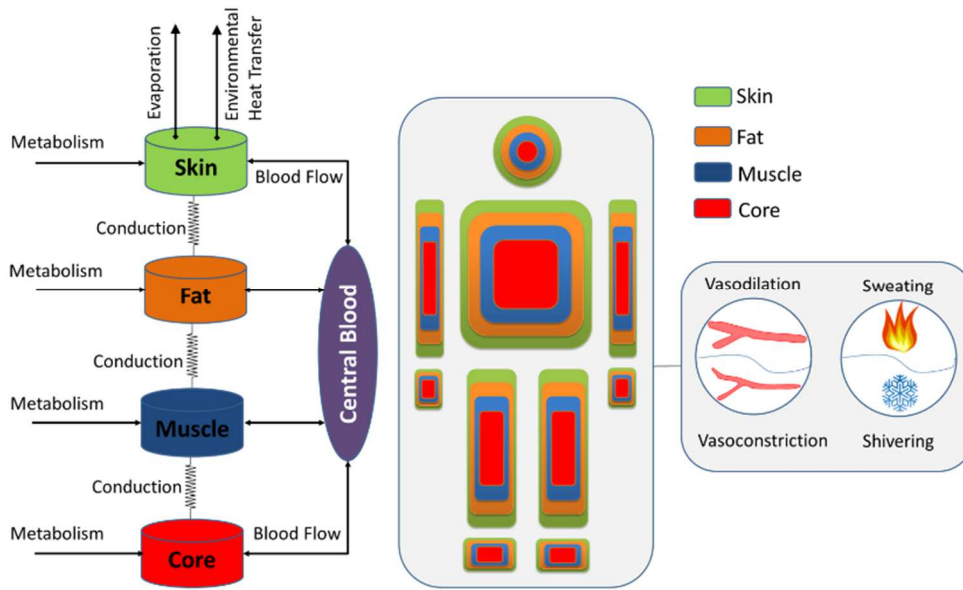 Evaporation
Environmental
Heat Transfer
Metabolism
Skin
Blood Flow
Conduction
Metabolism
Fat
Conduction
Metabolism
Muscle
Conduction
Metabolism
Core
Blood Flow
Central Blood
Skin
Fat
Muscle
Core
Vasodilation
Sweating
Vasoconstriction
Shivering